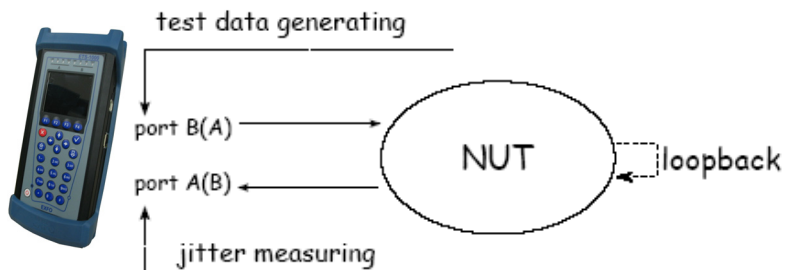 test data generating
port B(A)
NUT
port A(B)
loopback
jitter measuring